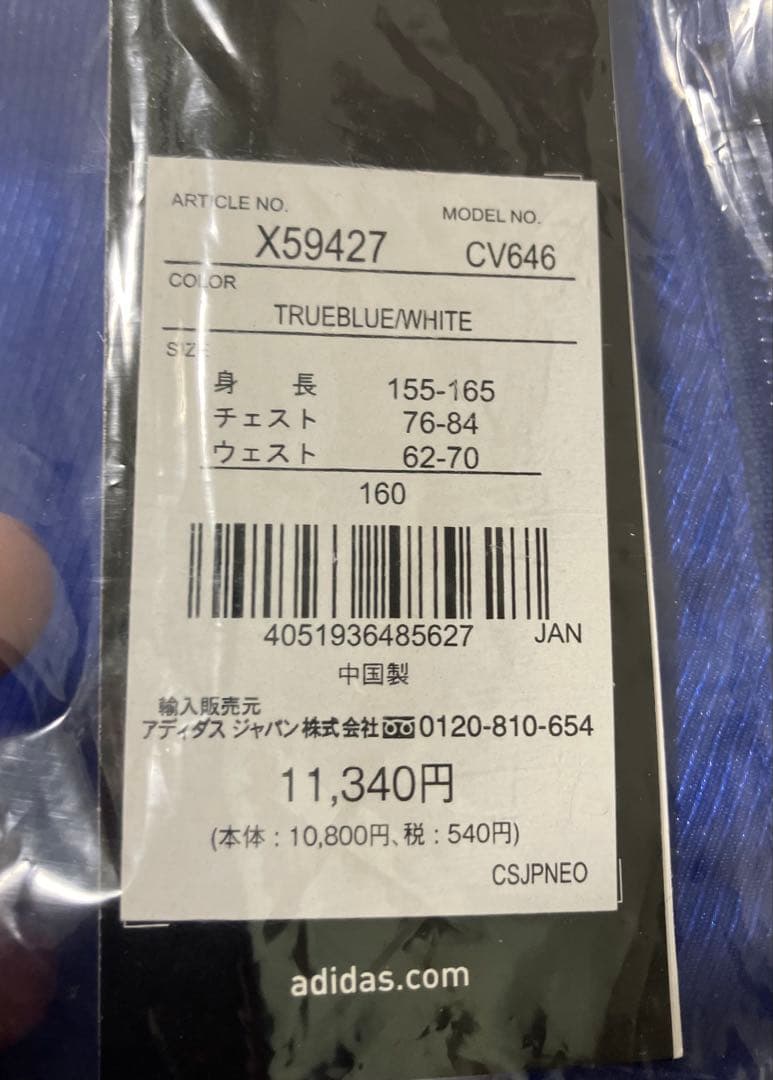 ARTICLE NO.
MODEL NO.
X59427
CV646
COLOR
TRUEBLUE/WHITE
SIZE
身 長 155-165
チェスト 76-84
ウェスト 62-70
160
4051936485627 JAN
中国製
輸入販売元
アディダス ジャパン株式会社 0120-810-654
11,340円
(本体：10,800円、税：540円)
CSJPNEO
adidas.com